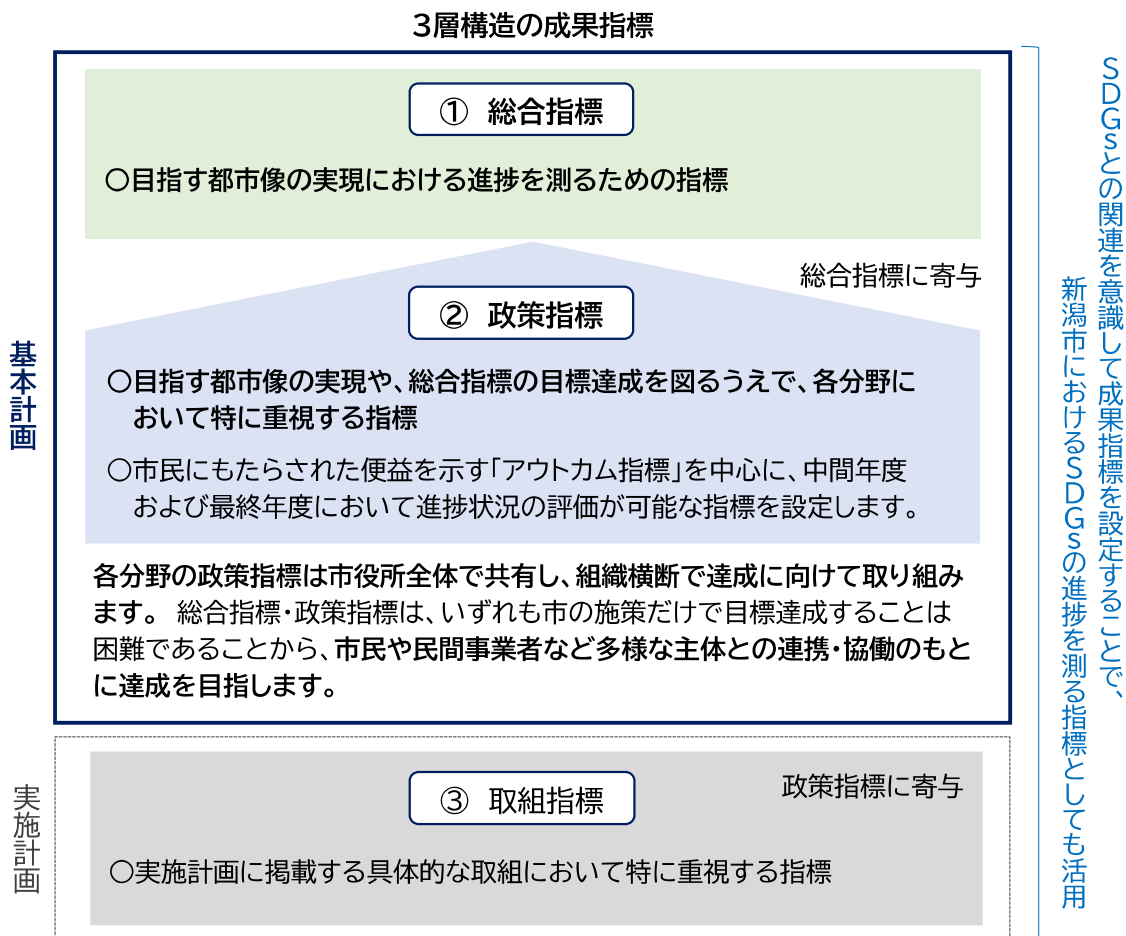 3層構造の成果指標
基本計画
① 総合指標
○目指す都市像の実現における進捗を測るための指標
総合指標に寄与
② 政策指標
○目指す都市像の実現や、総合指標の目標達成を図るうえで、各分野に
おいて特に重視する指標
○市民にもたらされた便益を示す「アウトカム指標」を中心に、中間年度
および最終年度において進捗状況の評価が可能な指標を設定します。
各分野の政策指標は市役所全体で共有し、組織横断で達成に向けて取り組み
ます。 総合指標・政策指標は、いずれも市の施策だけで目標達成することは
困難であることから、市民や民間事業者など多様な主体との連携・協働のもと
に達成を目指します。
実施計画
③ 取組指標
政策指標に寄与
○実施計画に掲載する具体的な取組において特に重視する指標
SDGsとの関連を意識して成果指標を設定することで、
新潟市におけるSDGsの進捗を測る指標としても活用